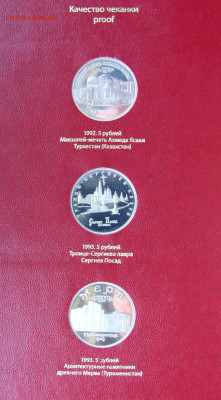 Качество чеканки
proof
1992. 5 рублей
Мавзолей-мечеть Ахмеда Ясави
Туркестан (Казахстан)
1993. 5 рублей
Троице-Сергиева лавра
Сергиев Посад
1993. 5 рублей
Архитектурные памятники
древнего Мерва (Туркменистан)